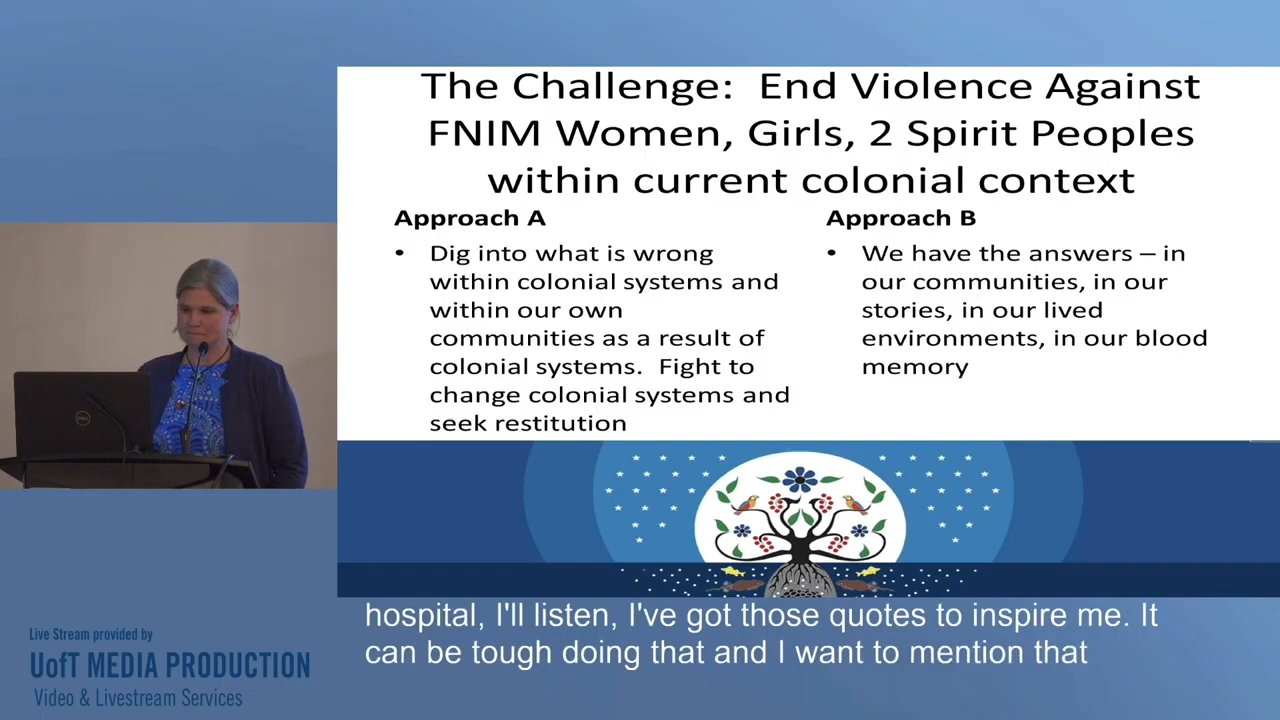 The Challenge:  End Violence Against
FNIM Women, Girls, 2 Spirit Peoples
within current colonial context
Approach A
• Dig into what is wrong
within colonial systems and
within our own
communities as a result of
colonial systems.  Fight to
change colonial systems and
seek restitution
Approach B
• We have the answers – in
our communities, in our
stories, in our lived
environments, in our blood
memory
DELL
hospital, I'll listen, I've got those quotes to inspire me. It
can be tough doing that and I want to mention that
Live Stream provided by
UofT MEDIA PRODUCTION
Video & Livestream Services